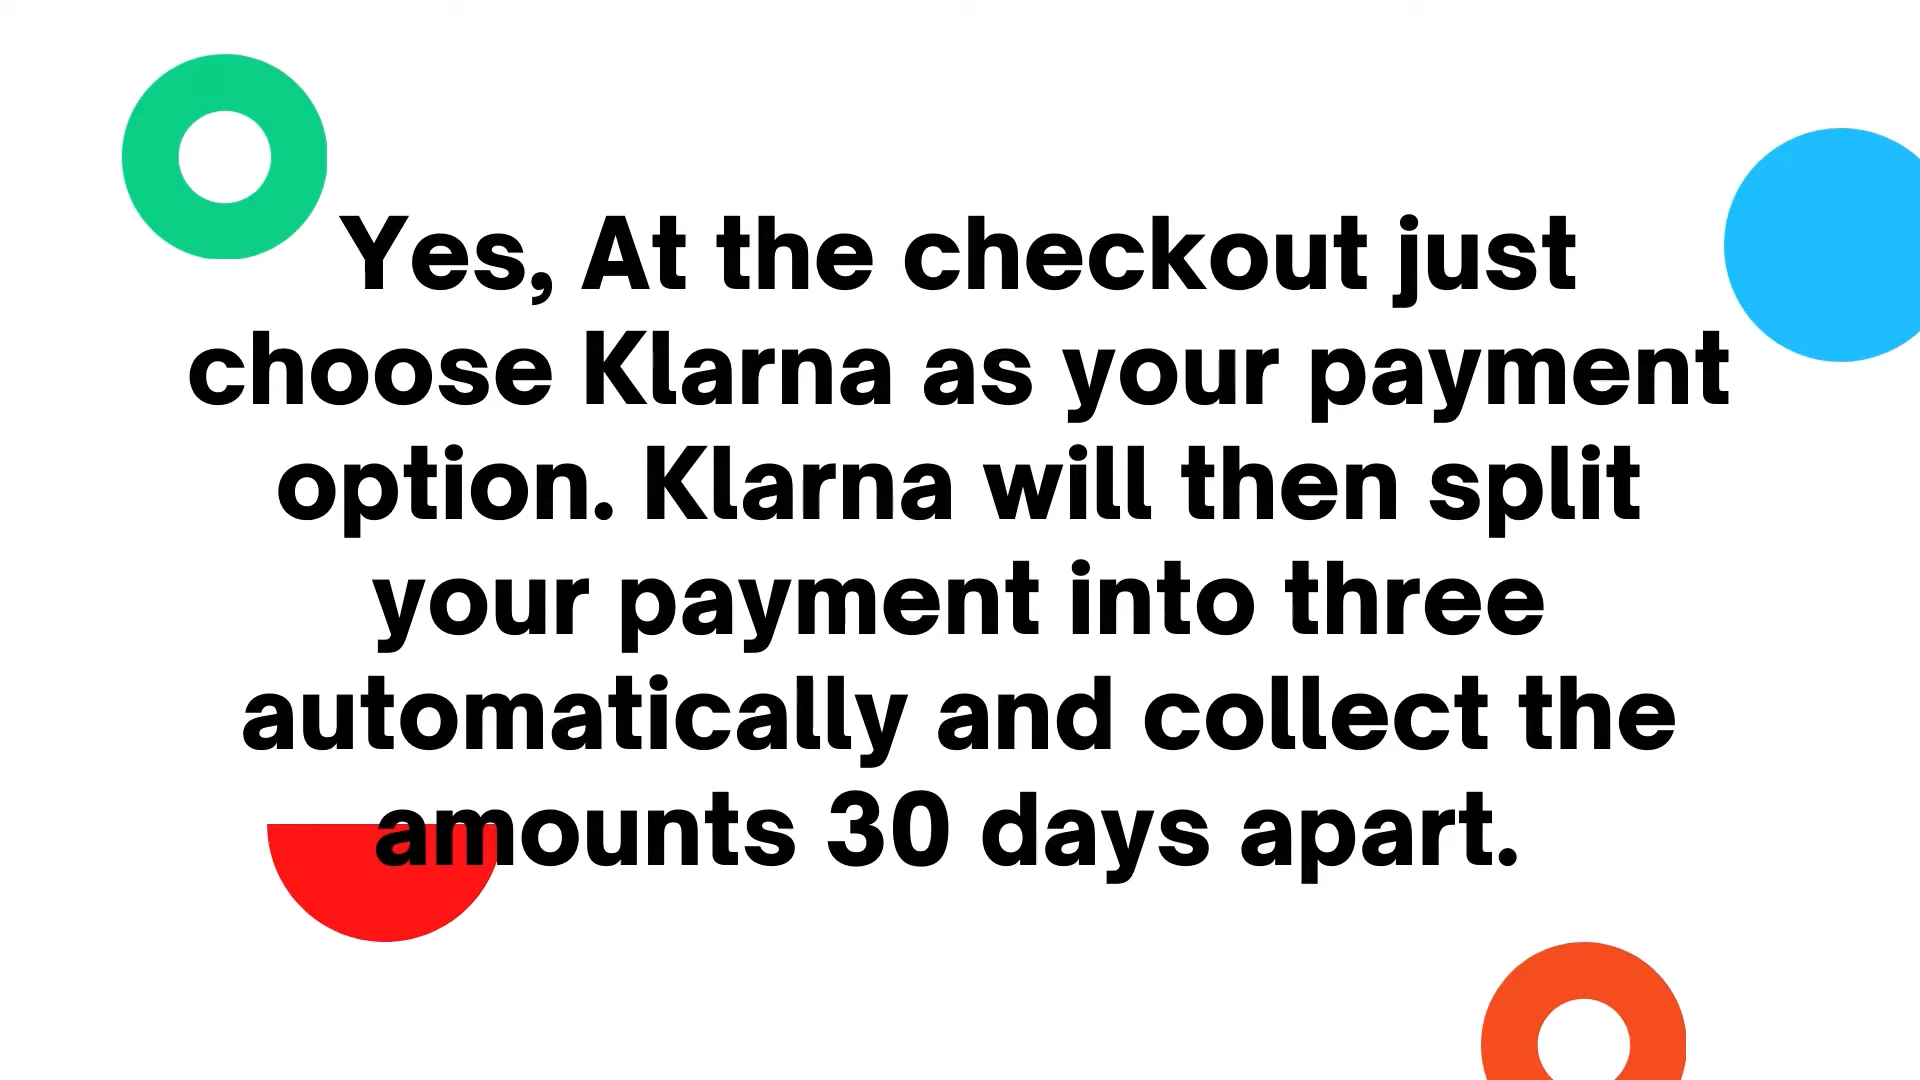 Yes, At the checkout just
choose Klarna as your payment
option. Klarna will then split
your payment into three
automatically and collect the
amounts 30 days apart.